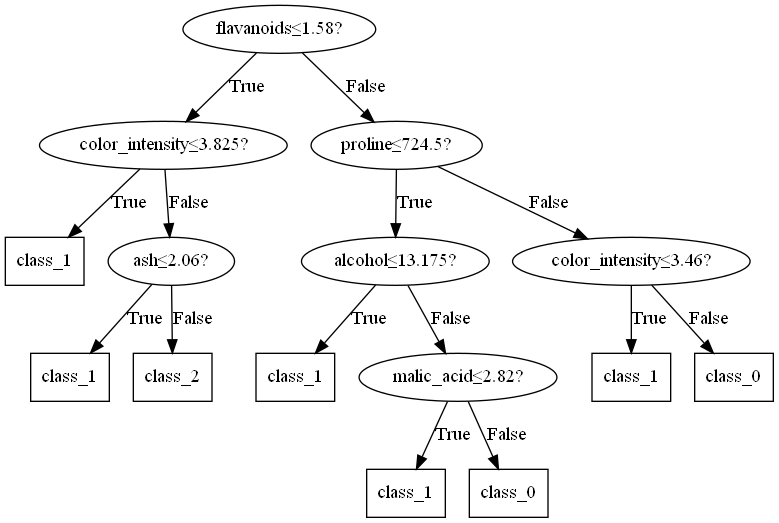 flavanoids≤1.58?
True
False
color_intensity≤3.825?
proline≤724.5?
True
False
True
False
class_1
ash≤2.06?
alcohol≤13.175?
color_intensity≤3.46?
True
False
True
False
True
False
class_1
class_2
class_1
malic_acid≤2.82?
class_1
class_0
True
False
class_1
class_0